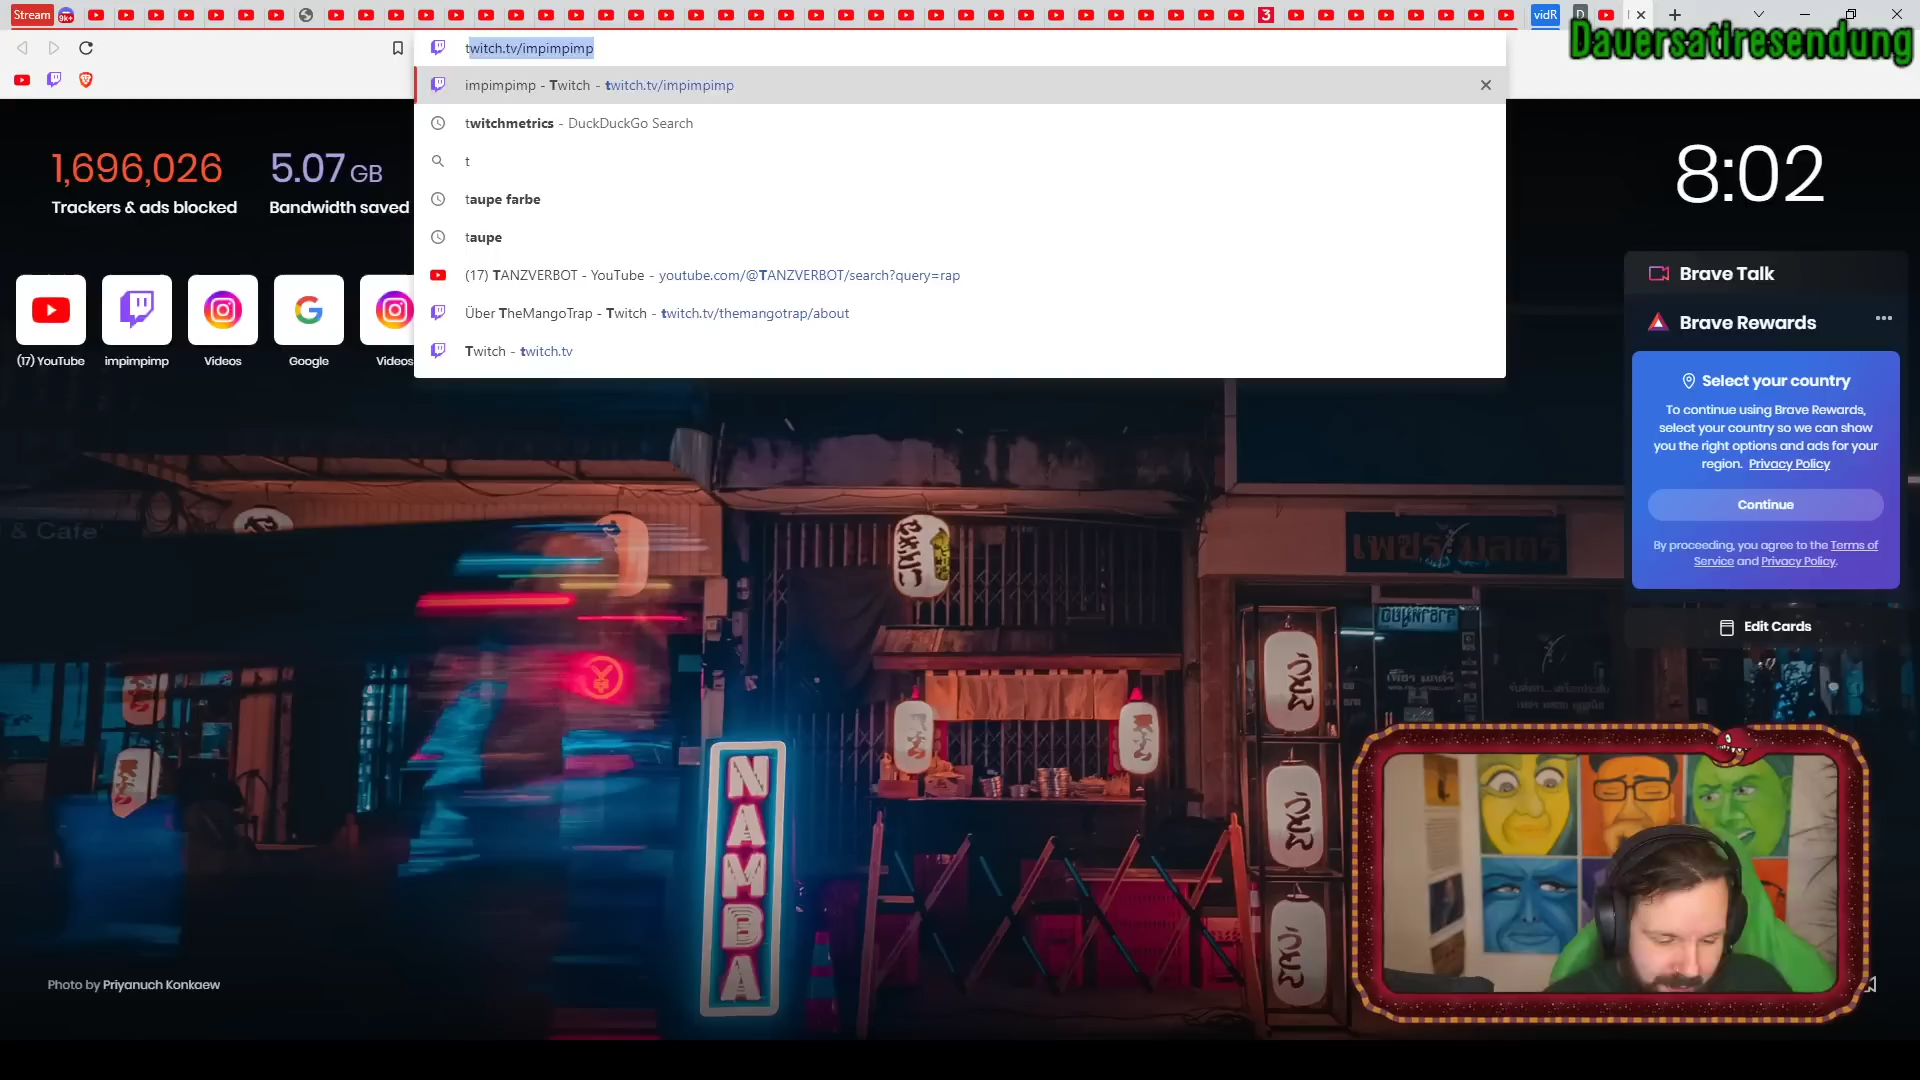 Stream
9k+
3
vidR
D
Dauersatiresendung
twitch.tv/impimpimp
impimpimp - Twitch - twitch.tv/impimpimp
twitchmetrics - DuckDuckGo Search
t
taupe farbe
taupe
(17) TANZVERBOT - YouTube - youtube.com/@TANZVERBOT/search?query=rap
Über TheMangoTrap - Twitch - twitch.tv/themangotrap/about
Twitch - twitch.tv
1,696,026
Trackers & ads blocked
5.07 GB
Bandwidth saved
8:02
(17) YouTube
impimpimp
Videos
Google
Videos
Brave Talk
Brave Rewards
Select your country
To continue using Brave Rewards,
select your country so we can show
you the right options and ads for your
region. Privacy Policy
Continue
By proceeding, you agree to the Terms of
Service and Privacy Policy.
Edit Cards
& Cafe'
NAMBA
Photo by Priyanuch Konkaew